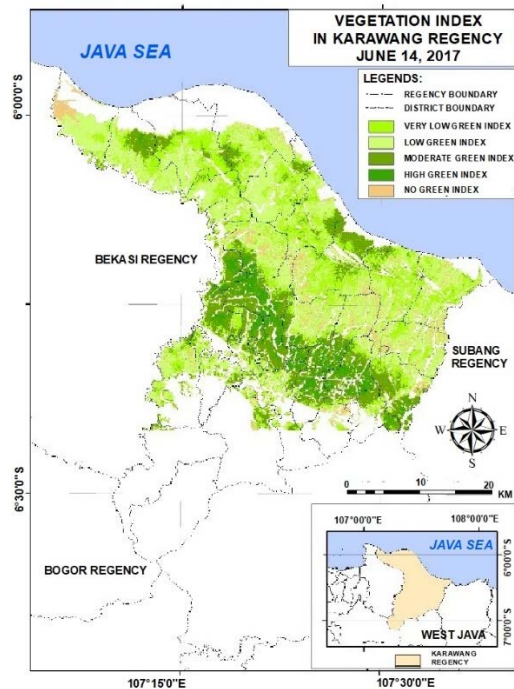 VEGETATION INDEX
IN KARAWANG REGENCY
JUNE 14, 2017
JAVA SEA
LEGENDS:
REGENCY BOUNDARY
DISTRICT BOUNDARY
VERY LOW GREEN INDEX
LOW GREEN INDEX
MODERATE GREEN INDEX
HIGH GREEN INDEX
NO GREEN INDEX
6°00'0"S
BEKASI REGENCY
SUBANG
REGENCY
N
W E
S
0 5 10 20
KM
6°30'0"S
BOGOR REGENCY
107°0'0"E 108°0'0"E
JAVA SEA
6°0'0"S
7°0'0"S
WEST JAVA
KARAWANG
REGENCY
107°15'0"E 107°30'0"E